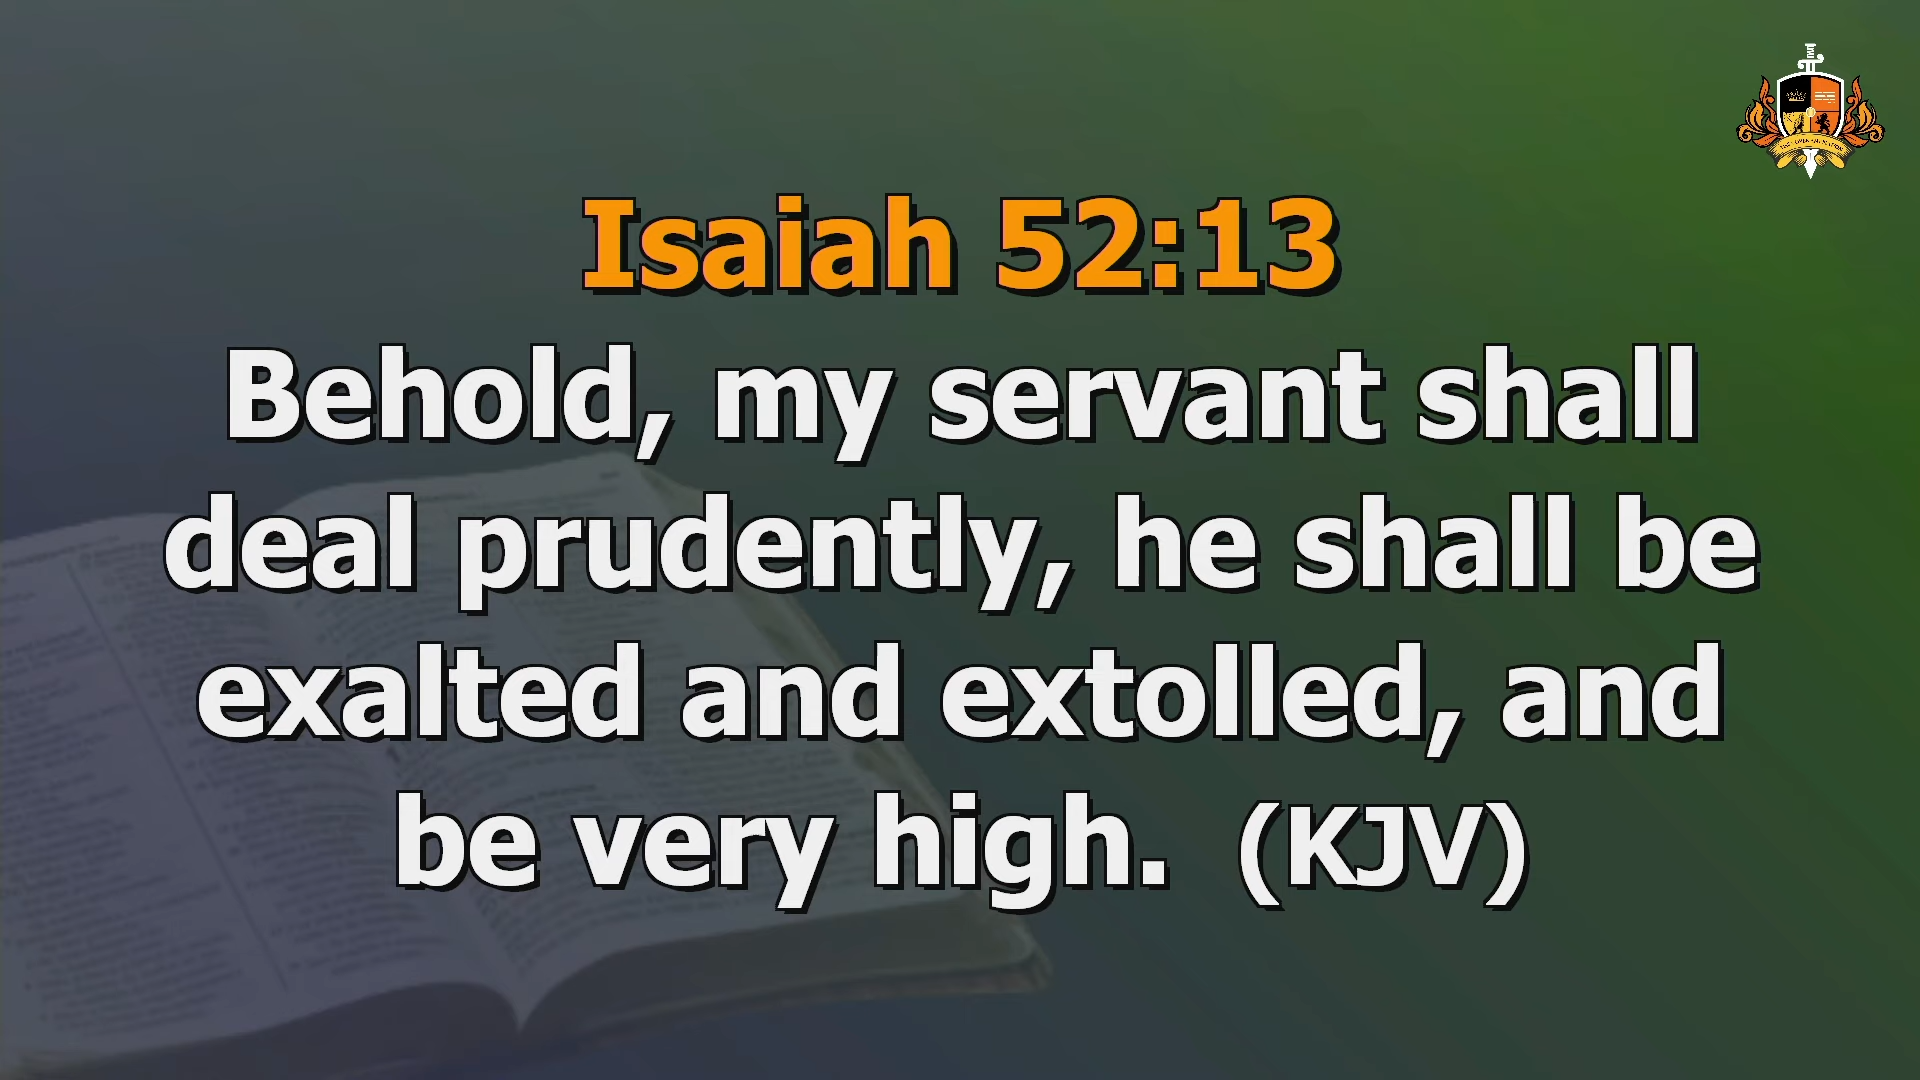 Isaiah 52:13
Behold, my servant shall
deal prudently, he shall be
exalted and extolled, and
be very high.  (KJV)